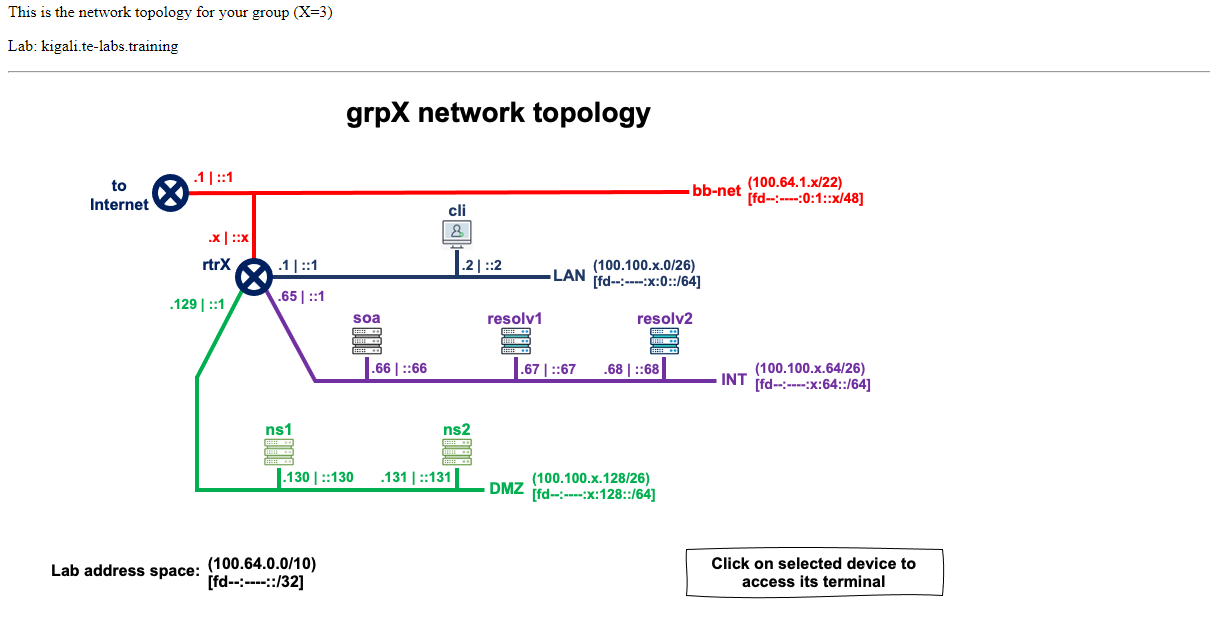 This is the network topology for your group (X=3)
Lab: kigali.te-labs.training
grpX network topology
to
Internet
.1 | ::1
bb-net
(100.64.1.x/22)
[fd--:----:0:1::x/48]
.x | ::x
cli
rtrX
.1 | ::1
.2 | ::2
LAN
(100.100.x.0/26)
[fd--:----:x:0::/64]
.129 | ::1
.65 | ::1
soa
resolv1
resolv2
.66 | ::66
.67 | ::67
.68 | ::68
INT
(100.100.x.64/26)
[fd--:----:x:64::/64]
ns1
ns2
.130 | ::130
.131 | ::131
DMZ
(100.100.x.128/26)
[fd--:----:x:128::/64]
Lab address space:
(100.64.0.0/10)
[fd--:----::/32]
Click on selected device to
access its terminal